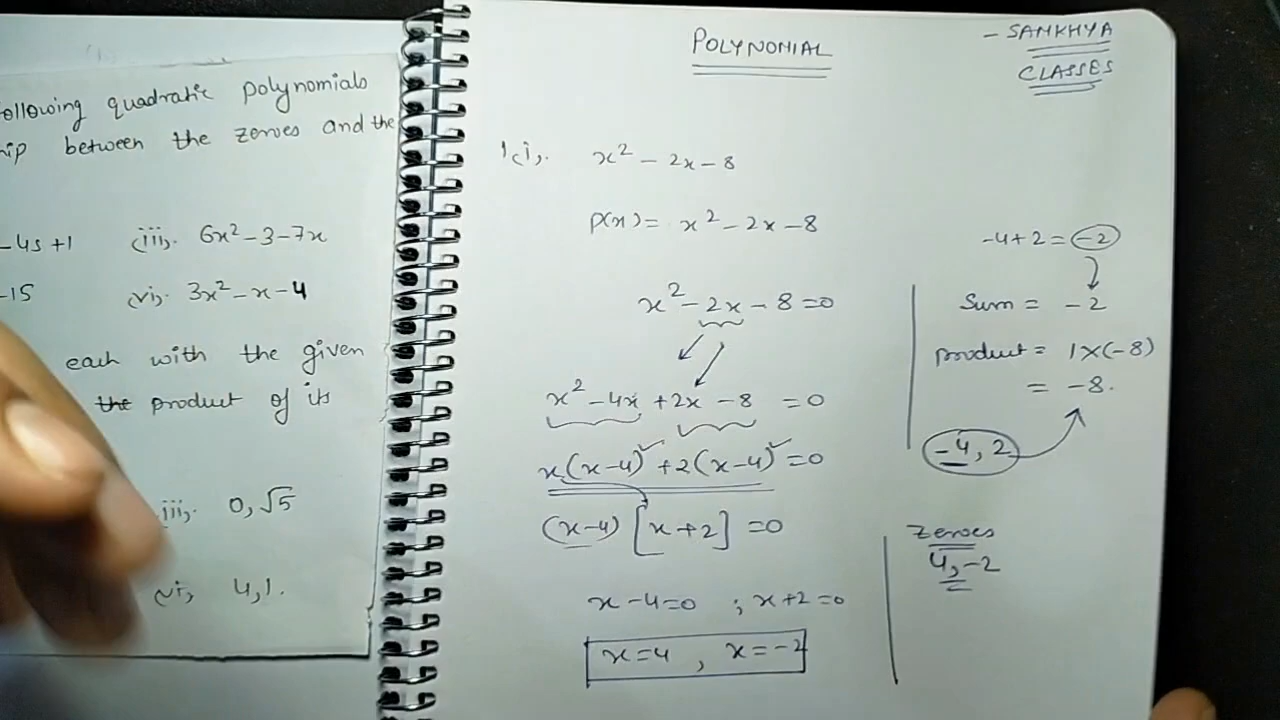 ollowing quadratic polynomials
ip between the zeroes and the
-4s+1 (iii). 6x²-3-7x
-15 (vi). 3x²-x-4
each with the given
the product of its
iii. 0,√5
(vi) 4,1.
POLYNOMIAL
- SAMKHYA
CLASSES
1(i). x² - 2x - 8
p(x) = x² - 2x - 8
x² - 2x - 8 = 0
x² - 4x + 2x - 8 = 0
x(x-4) + 2(x-4) = 0
(x-4) [x+2] = 0
x-4=0 ; x+2=0
x=4 , x=-2
-4+2 = -2
Sum = -2
product = 1x(-8)
= -8.
-4, 2
Zeroes
4, -2